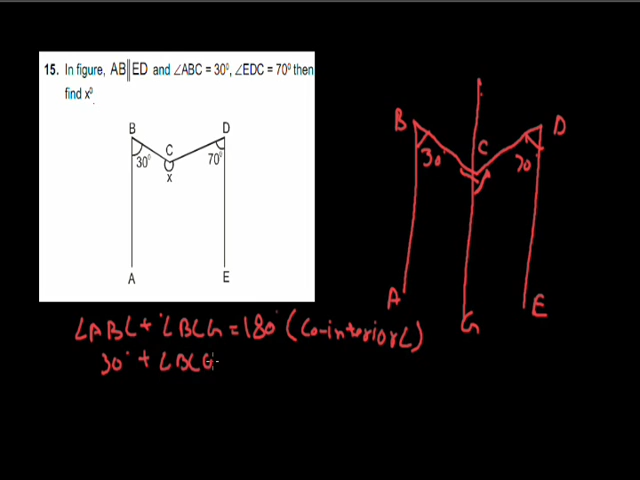 15. In figure, AB||ED and ∠ABC = 30⁰, ∠EDC = 70⁰ then
find x⁰.
B
D
C
30⁰
70⁰
x
A
E
B
D
C
30°
70
A
E
G
∠ABC + ∠BCG = 180° (Co-interior∠)
30° + ∠BCG